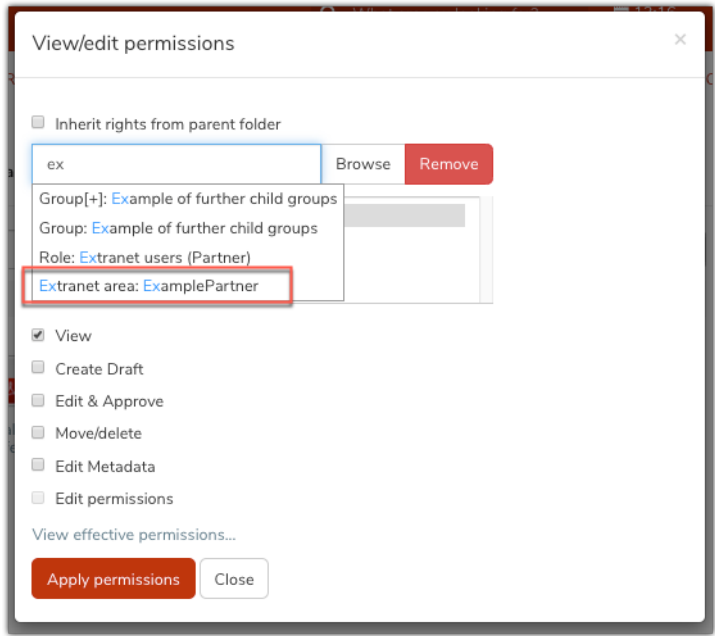 View/edit permissions
×
Inherit rights from parent folder
ex
Browse
Remove
Group[+]: Example of further child groups
Group: Example of further child groups
Role: Extranet users (Partner)
Extranet area: ExamplePartner
View
Create Draft
Edit & Approve
Move/delete
Edit Metadata
Edit permissions
View effective permissions...
Apply permissions
Close